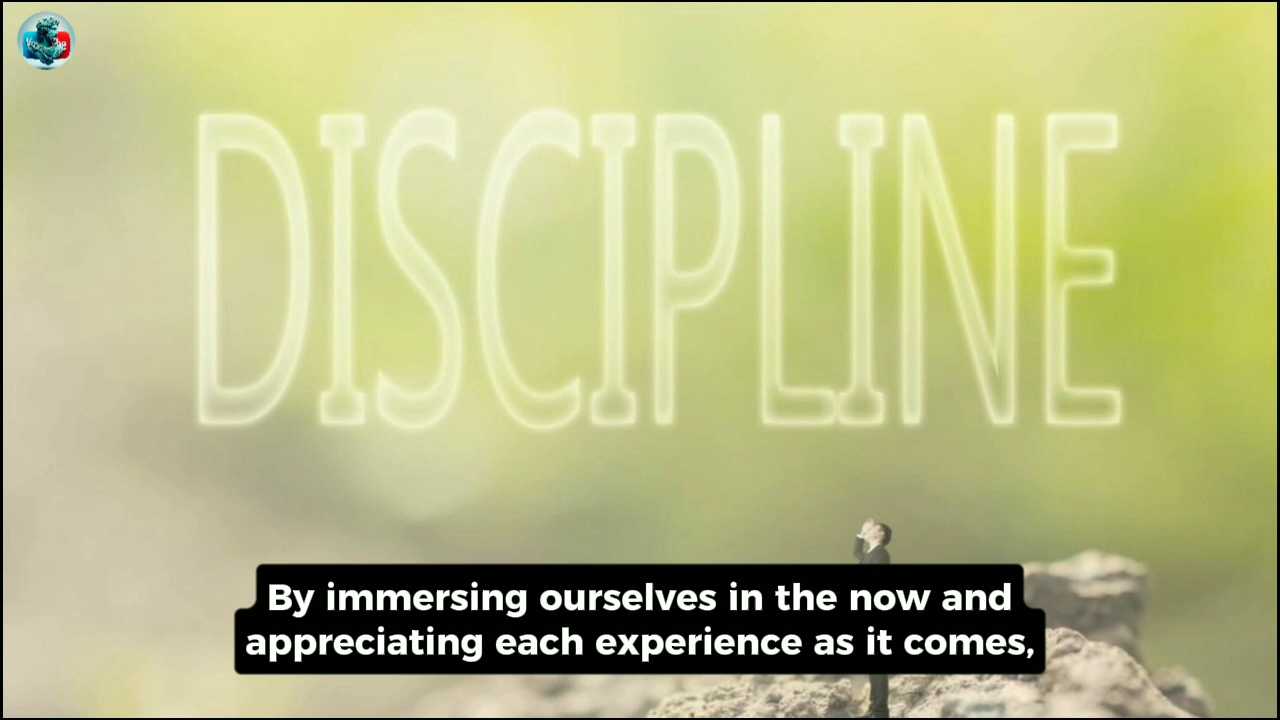 DISCIPLINE
By immersing ourselves in the now and
appreciating each experience as it comes,